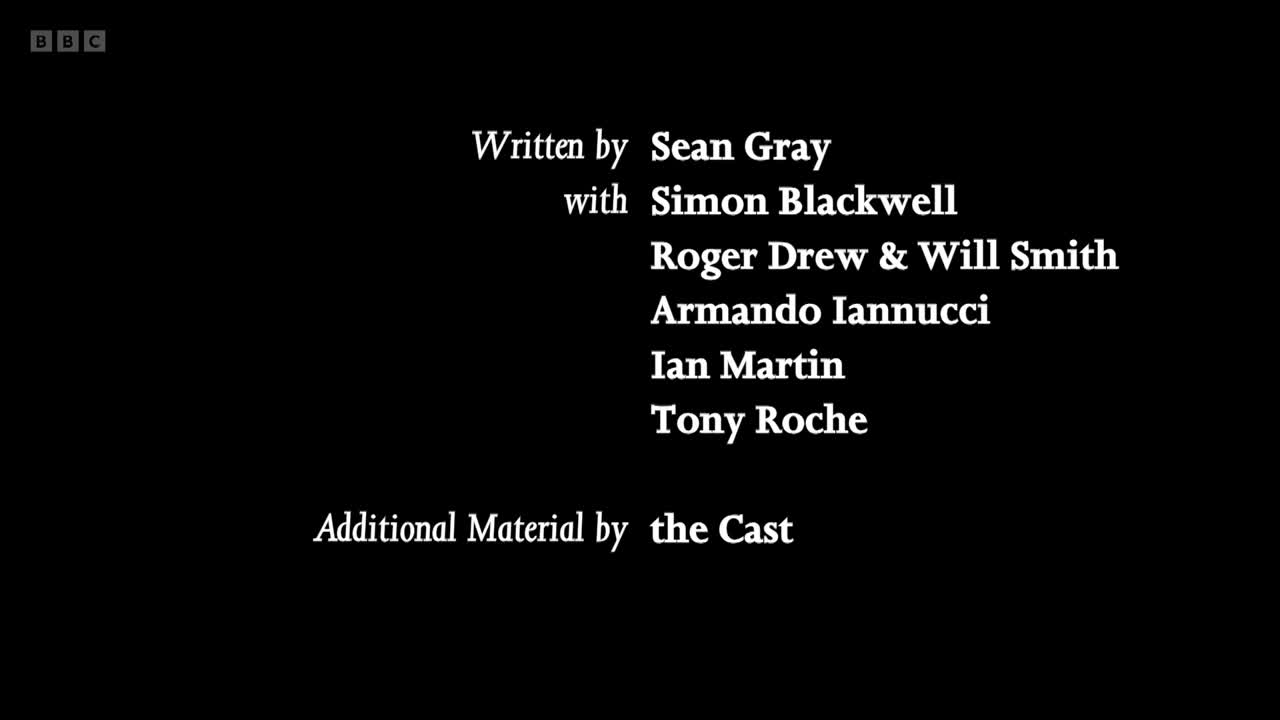 BBC
Written by Sean Gray
with Simon Blackwell
Roger Drew & Will Smith
Armando Iannucci
Ian Martin
Tony Roche
Additional Material by the Cast